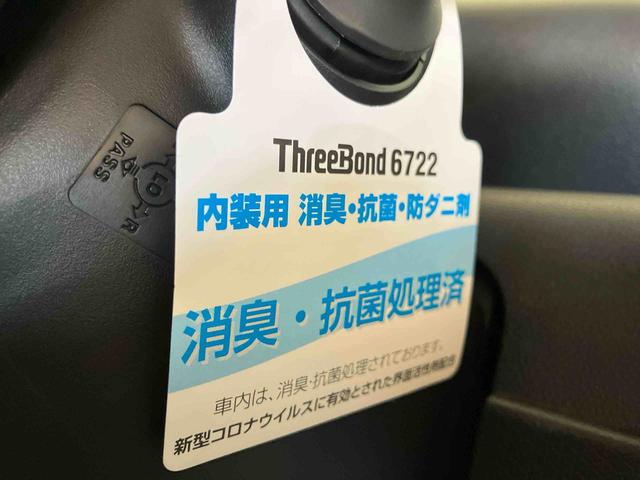 ThreeBond 6722
内装用 消臭・抗菌・防ダニ剤
消臭・抗菌処理済
車内は、消臭・抗菌処理されております。
新型コロナウイルスに有効とされた界面活性剤配合
PASS
LO
R